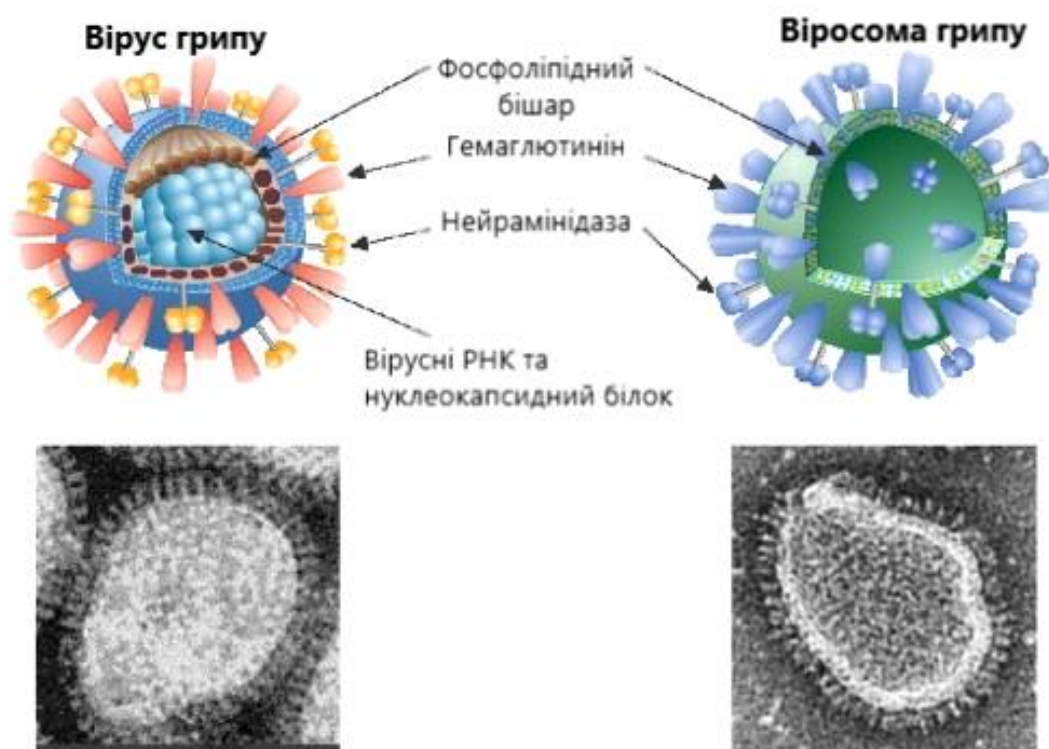 Вірус грипу
Віросома грипу
Фосфоліпідний
бішар
Гемаглютинін
Нейрамінідаза
Вірусні РНК та
нуклеокапсидний білок